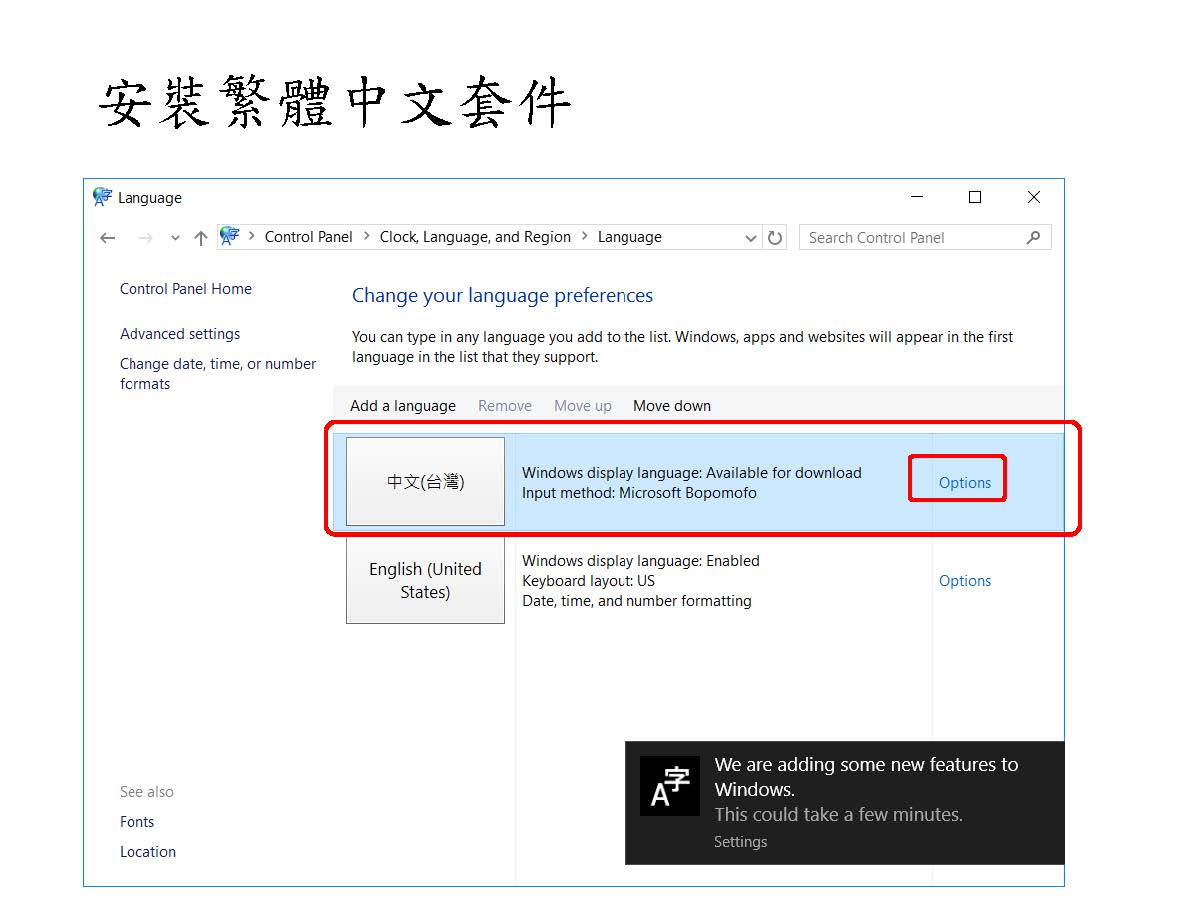 安裝繁體中文套件
Language
Control Panel > Clock, Language, and Region > Language
Search Control Panel
Control Panel Home
Advanced settings
Change date, time, or number
formats
Change your language preferences
You can type in any language you add to the list. Windows, apps and websites will appear in the first
language in the list that they support.
Add a language Remove Move up Move down
中文(台灣)
Windows display language: Available for download
Input method: Microsoft Bopomofo
Options
English (United
States)
Windows display language: Enabled
Keyboard layout: US
Date, time, and number formatting
Options
See also
Fonts
Location
We are adding some new features to
Windows.
This could take a few minutes.
Settings